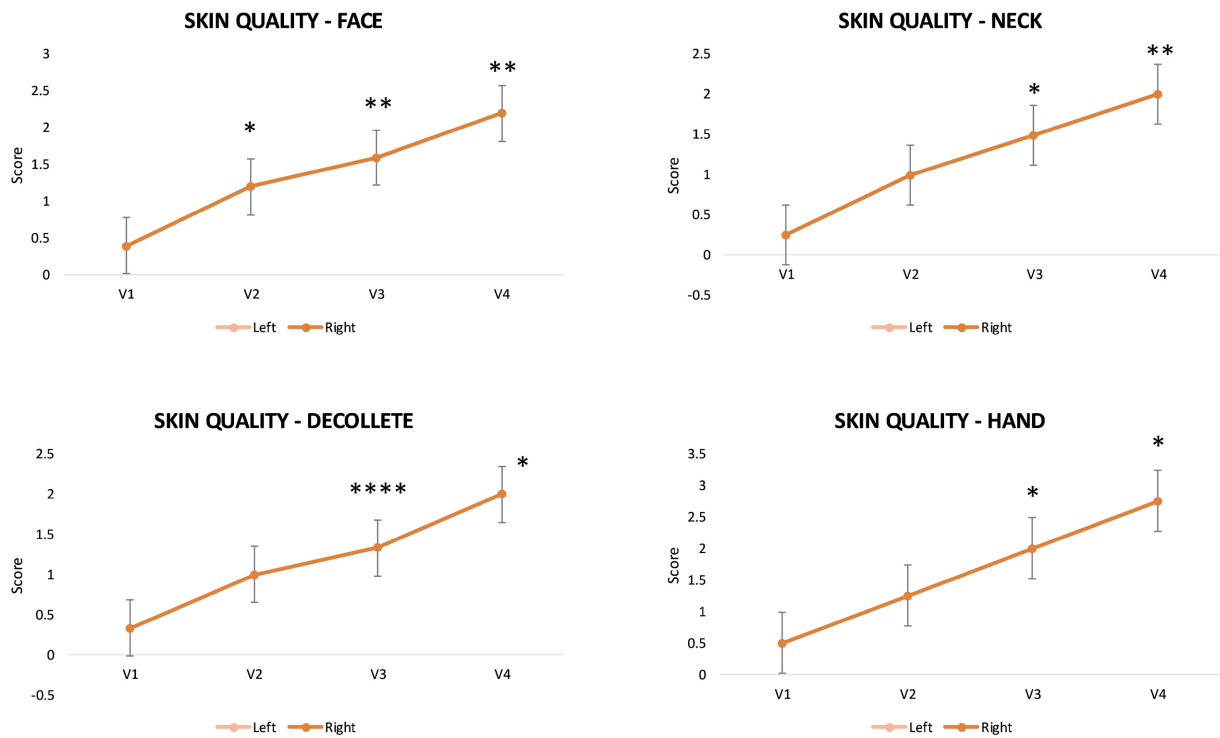 SKIN QUALITY - FACE
3
2.5
2
1.5
1
0.5
0
Score
*
**
**
V1 V2 V3 V4
Left Right
SKIN QUALITY - NECK
2.5
2
1.5
1
0.5
0
-0.5
Score
*
**
V1 V2 V3 V4
Left Right
SKIN QUALITY - DECOLLETE
2.5
2
1.5
1
0.5
0
-0.5
Score
****
*
V1 V2 V3 V4
Left Right
SKIN QUALITY - HAND
3.5
3
2.5
2
1.5
1
0.5
0
Score
*
*
V1 V2 V3 V4
Left Right